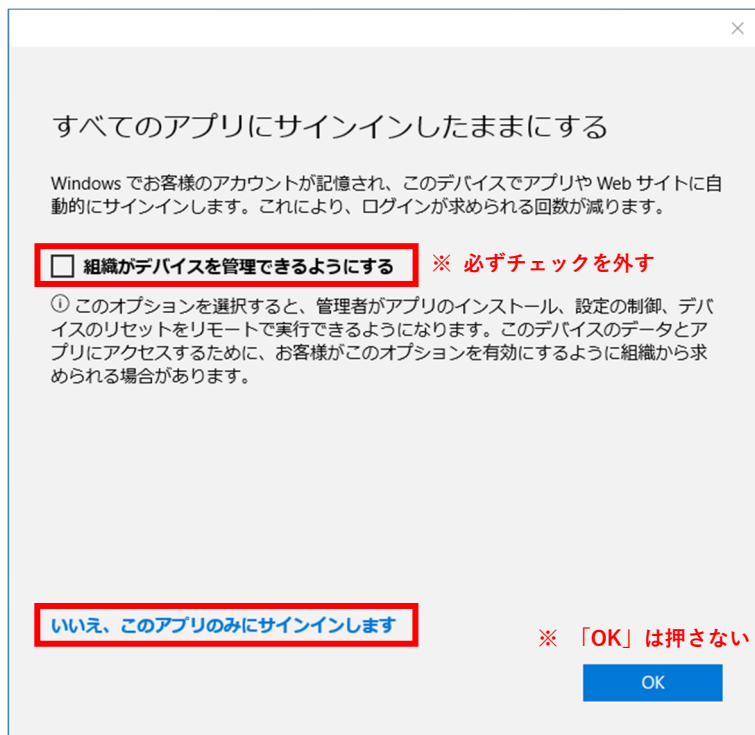 すべてのアプリにサインインしたままにする
Windows でお客様のアカウントが記憶され、このデバイスでアプリや Web サイトに自
動的にサインインします。これにより、ログインが求められる回数が減ります。
組織がデバイスを管理できるようにする ※ 必ずチェックを外す
ⓘ このオプションを選択すると、管理者がアプリのインストール、設定の制御、デバ
イスのリセットをリモートで実行できるようになります。このデバイスのデータとア
プリにアクセスするために、お客様がこのオプションを有効にするように組織から求
められる場合があります。
いいえ、このアプリのみにサインインします
※ 「OK」は押さない
OK